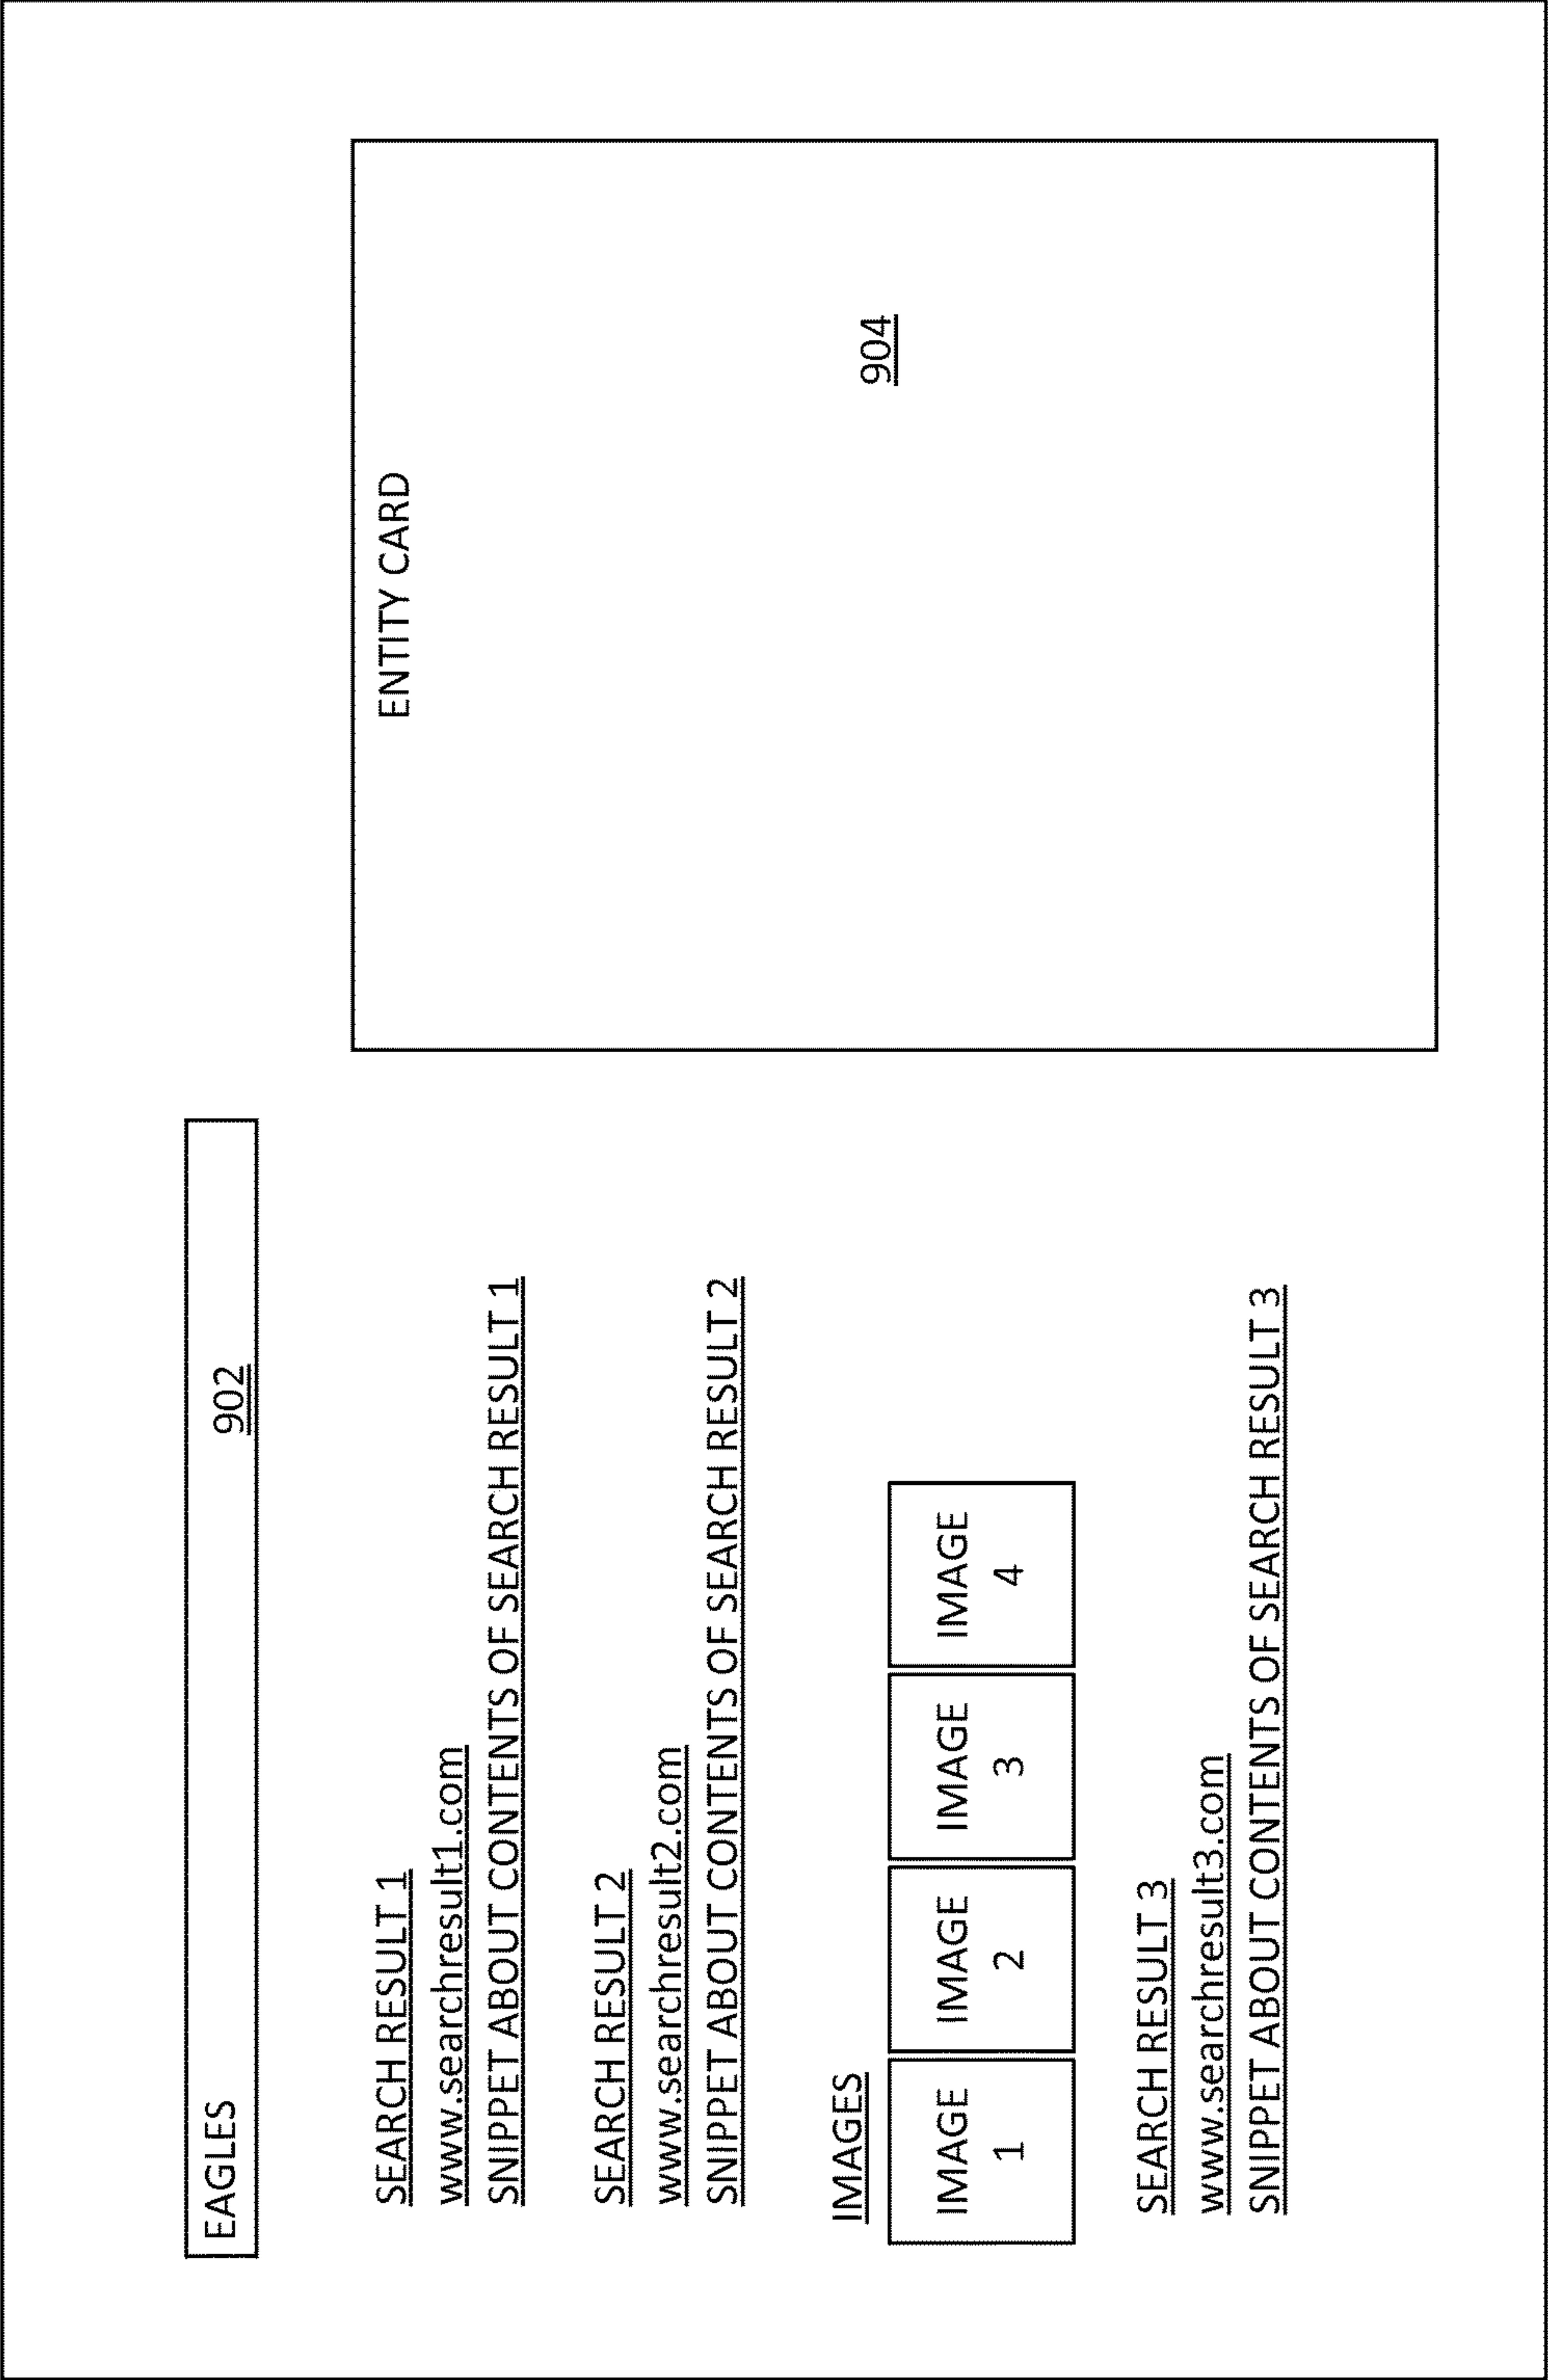 EAGLES 902
SEARCH RESULT 1
www.searchresult1.com
SNIPPET ABOUT CONTENTS OF SEARCH RESULT 1
SEARCH RESULT 2
www.searchresult2.com
SNIPPET ABOUT CONTENTS OF SEARCH RESULT 2
IMAGES
IMAGE IMAGE IMAGE IMAGE
1 2 3 4
SEARCH RESULT 3
www.searchresult3.com
SNIPPET ABOUT CONTENTS OF SEARCH RESULT 3
ENTITY CARD
904